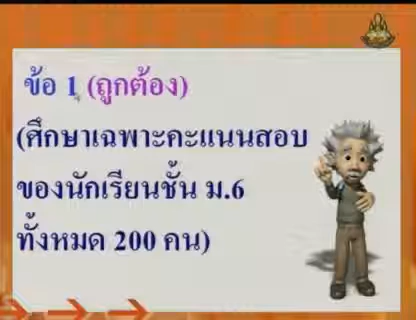 ข้อ 1 (ถูกต้อง)
(ศึกษาเฉพาะคะแนนสอบ
ของนักเรียนชั้น ม.6
ทั้งหมด 200 คน)